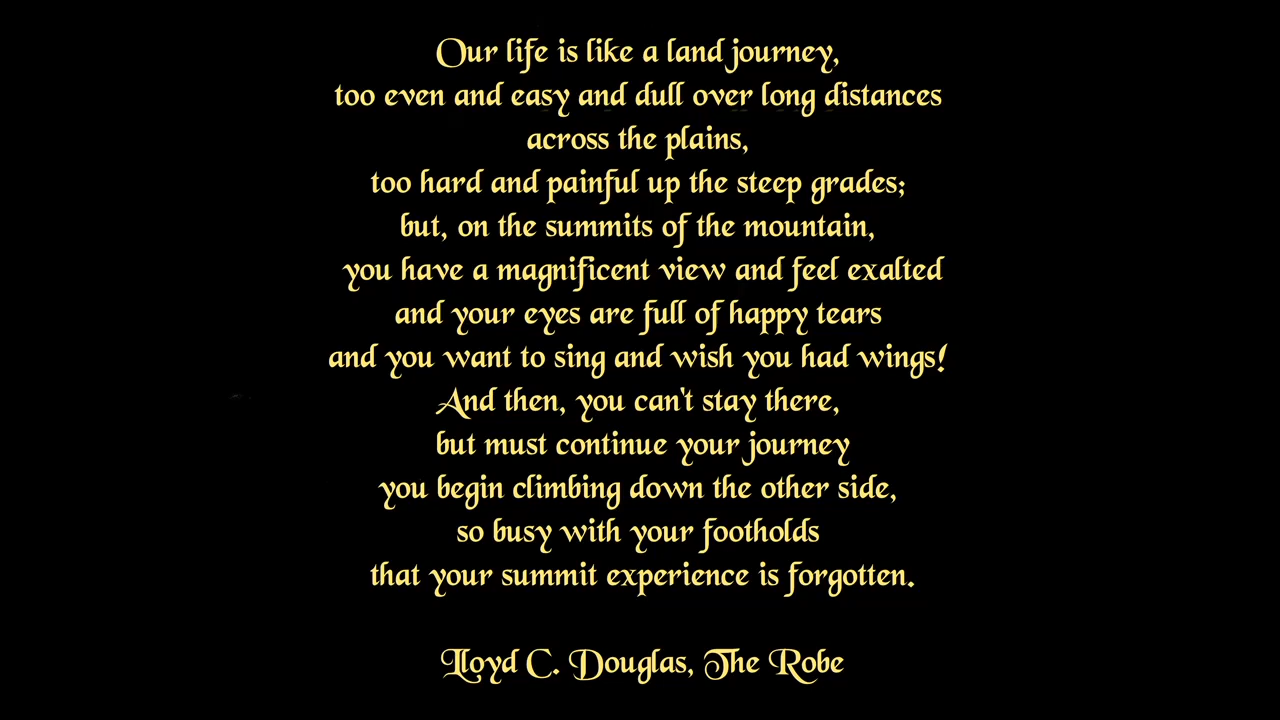 Our life is like a land journey,
too even and easy and dull over long distances
across the plains,
too hard and painful up the steep grades;
but, on the summits of the mountain,
you have a magnificent view and feel exalted
and your eyes are full of happy tears
and you want to sing and wish you had wings!
And then, you can't stay there,
but must continue your journey
you begin climbing down the other side,
so busy with your footholds
that your summit experience is forgotten.
Lloyd C. Douglas, The Robe